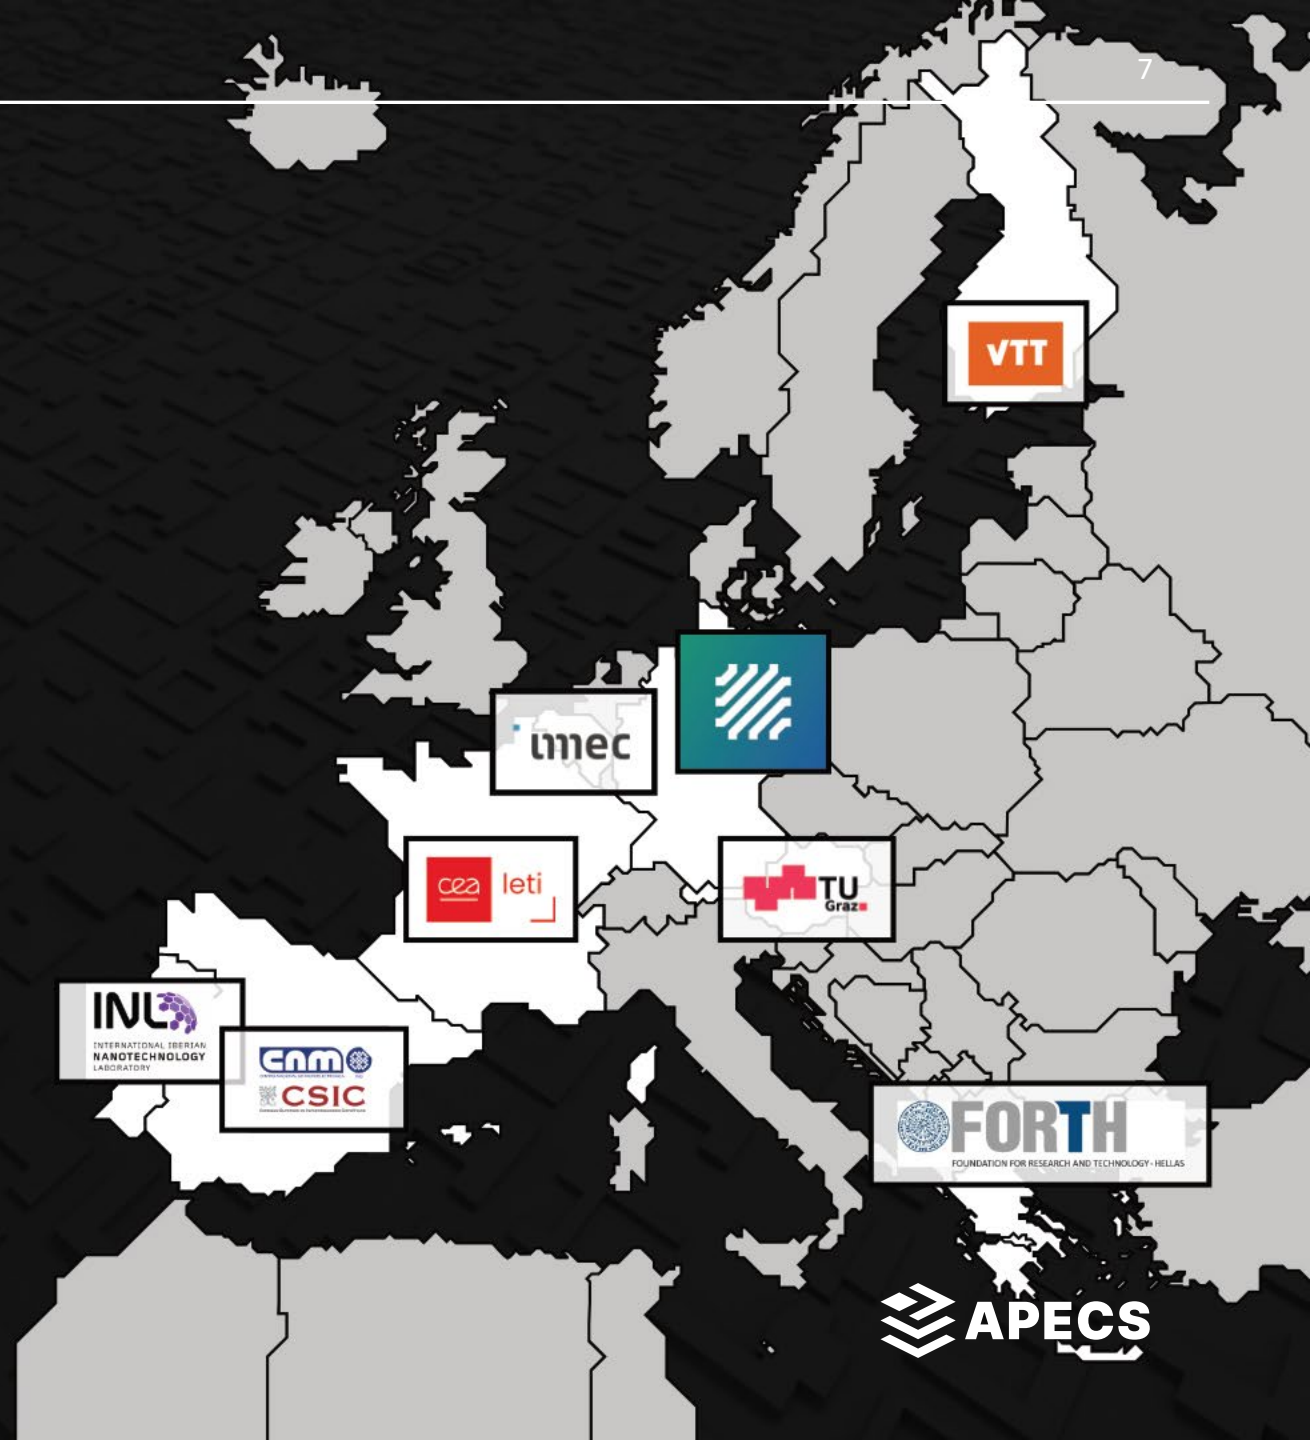 7
VTT
imec
cea leti
TU
Graz
INL
INTERNATIONAL IBERIAN
NANOTECHNOLOGY
LABORATORY
cnm
CSIC
FORTH
FOUNDATION FOR RESEARCH AND TECHNOLOGY - HELLAS
APECS